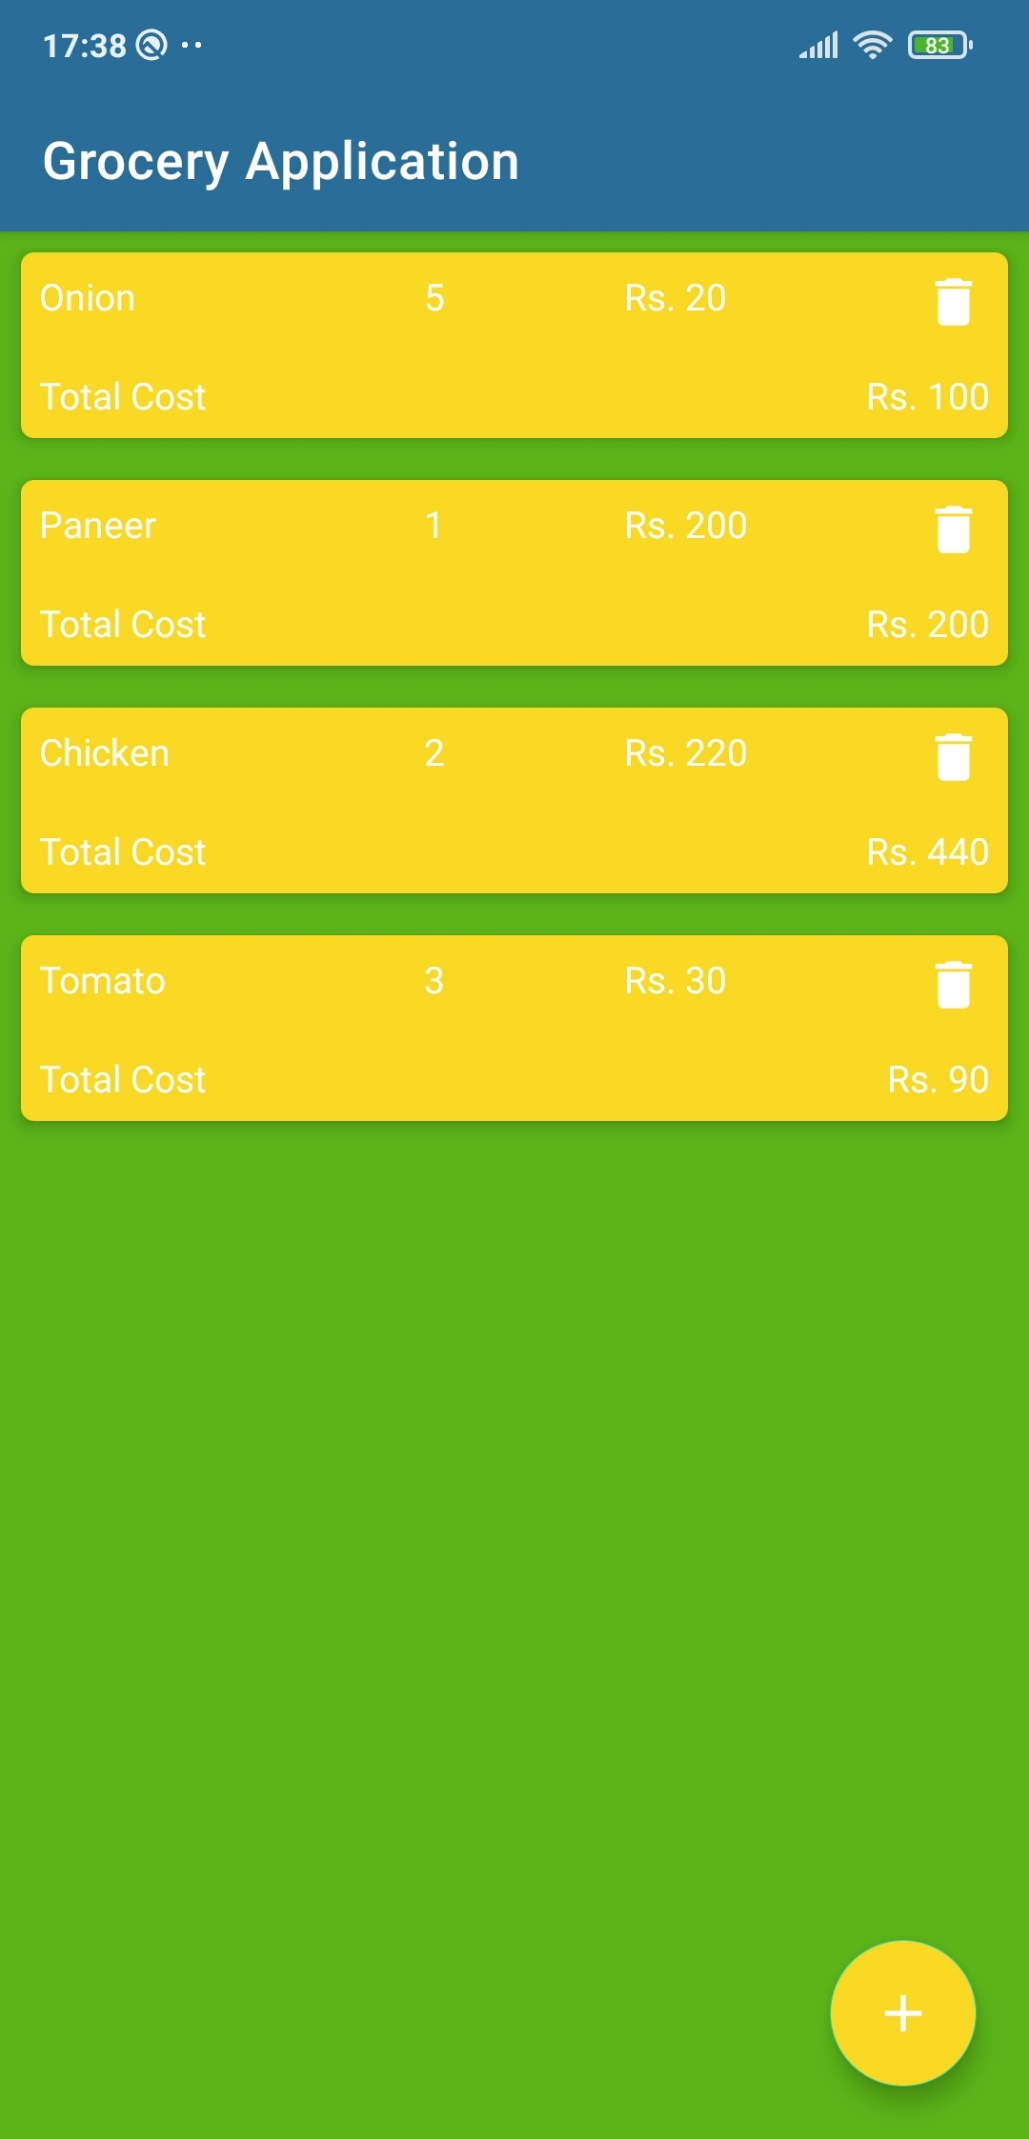 17:38
83
Grocery Application
Onion 5 Rs. 20
Total Cost Rs. 100
Paneer 1 Rs. 200
Total Cost Rs. 200
Chicken 2 Rs. 220
Total Cost Rs. 440
Tomato 3 Rs. 30
Total Cost Rs. 90